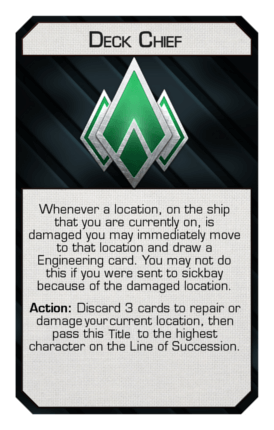 Deck Chief
Whenever a location, on the ship
that you are currently on, is
damaged you may immediately move
to that location and draw a
Engineering card. You may not do
this if you were sent to sickbay
because of the damaged location.
Action: Discard 3 cards to repair or
damage your current location, then
pass this Title to the highest
character on the Line of Succession.